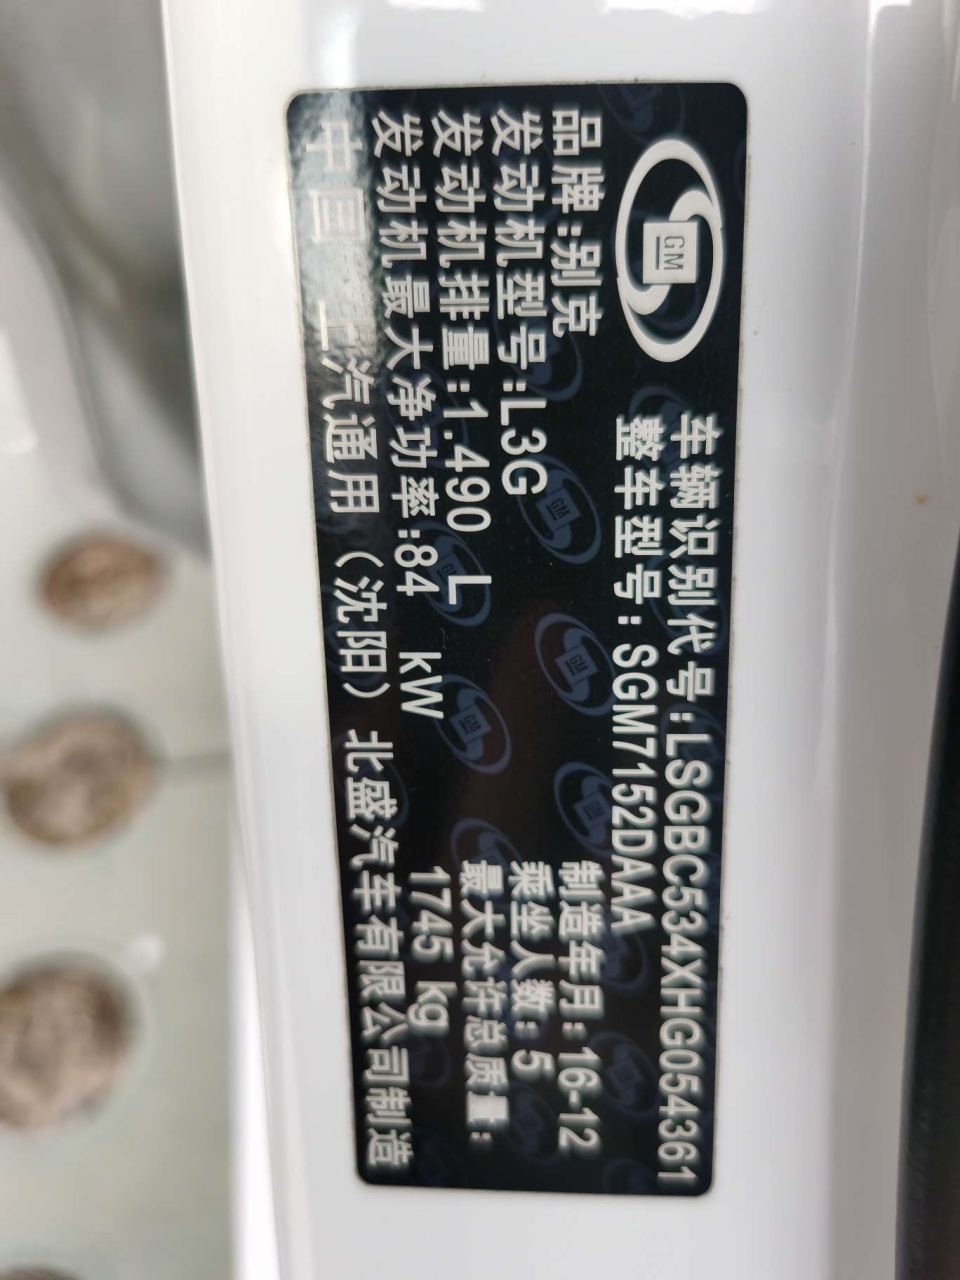 GM
车辆识别代号:LSGBC534XHG054361
整车型号:SGM7152DAAA
品牌:别克
制造年月:16-12
发动机型号:L3G
乘坐人数:5
发动机排量:1.490 L
最大允许总质量:
发动机最大净功率:84 kW
1745 kg
中国 上汽通用(沈阳)北盛汽车有限公司制造